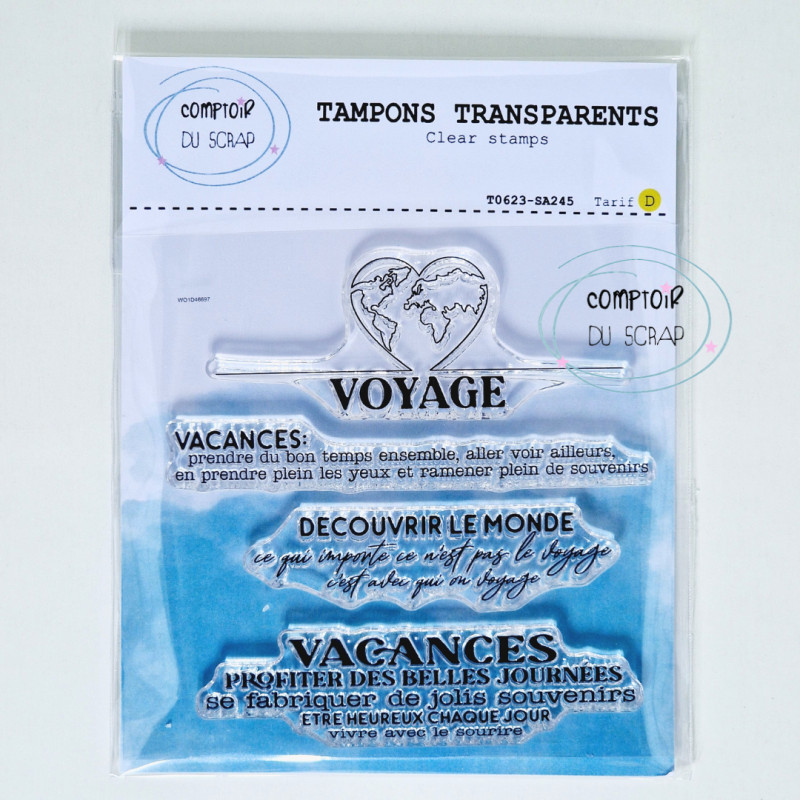 COMPTOIR
DU SCRAP
TAMPONS TRANSPARENTS
Clear stamps
T0623-SA245 Tarif D
COMPTOIR
DU SCRAP
VOYAGE
VACANCES:
prendre du bon temps ensemble, aller voir ailleurs,
en prendre plein les yeux et ramener plein de souvenirs
DECOUVRIR LE MONDE
ce qui importe ce n'est pas le voyage
c'est avec qui on voyage
VACANCES
PROFITER DES BELLES JOURNÉES
se fabriquer de jolis souvenirs
ETRE HEUREUX CHAQUE JOUR
vivre avec le sourire